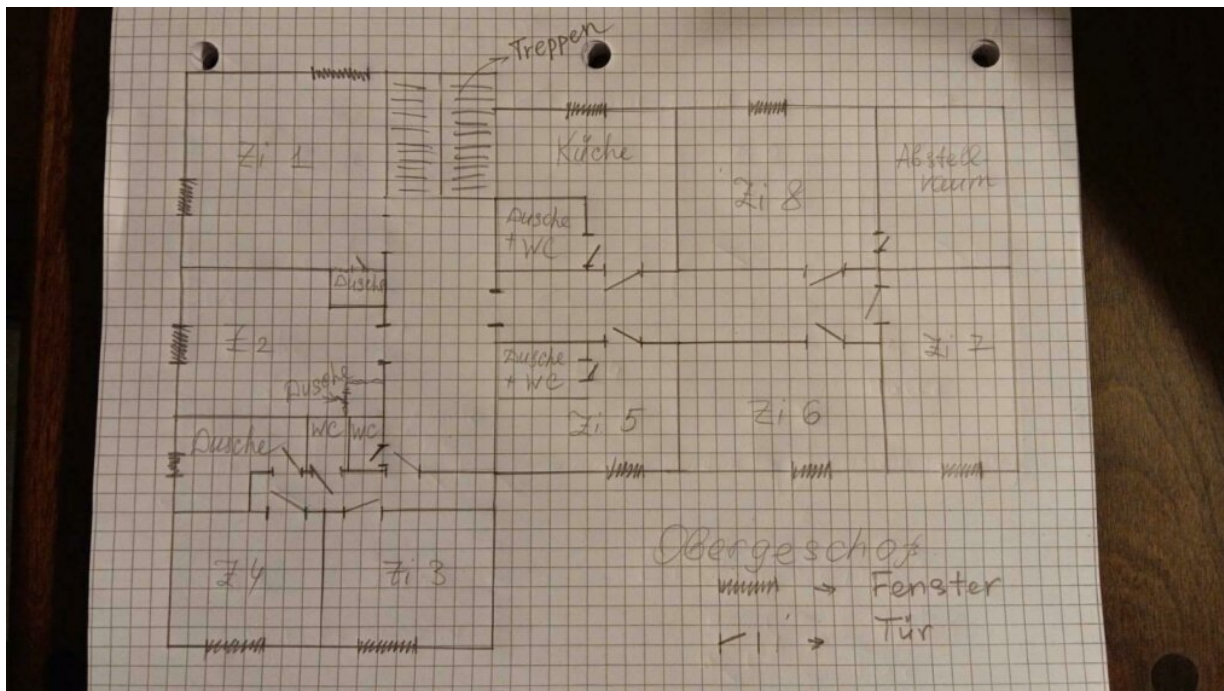 Treppen
Zi 1
Küche
Zi 8
Abstell
raum
Dusche
+ WC
Dusche
Z 2
Dusche
+ WC
Zi 7
Dusche
WC
WC
Dusche
Zi 5
Zi 6
Z 4
Zi 3
Obergeschoß
→ Fenster
→ Tür